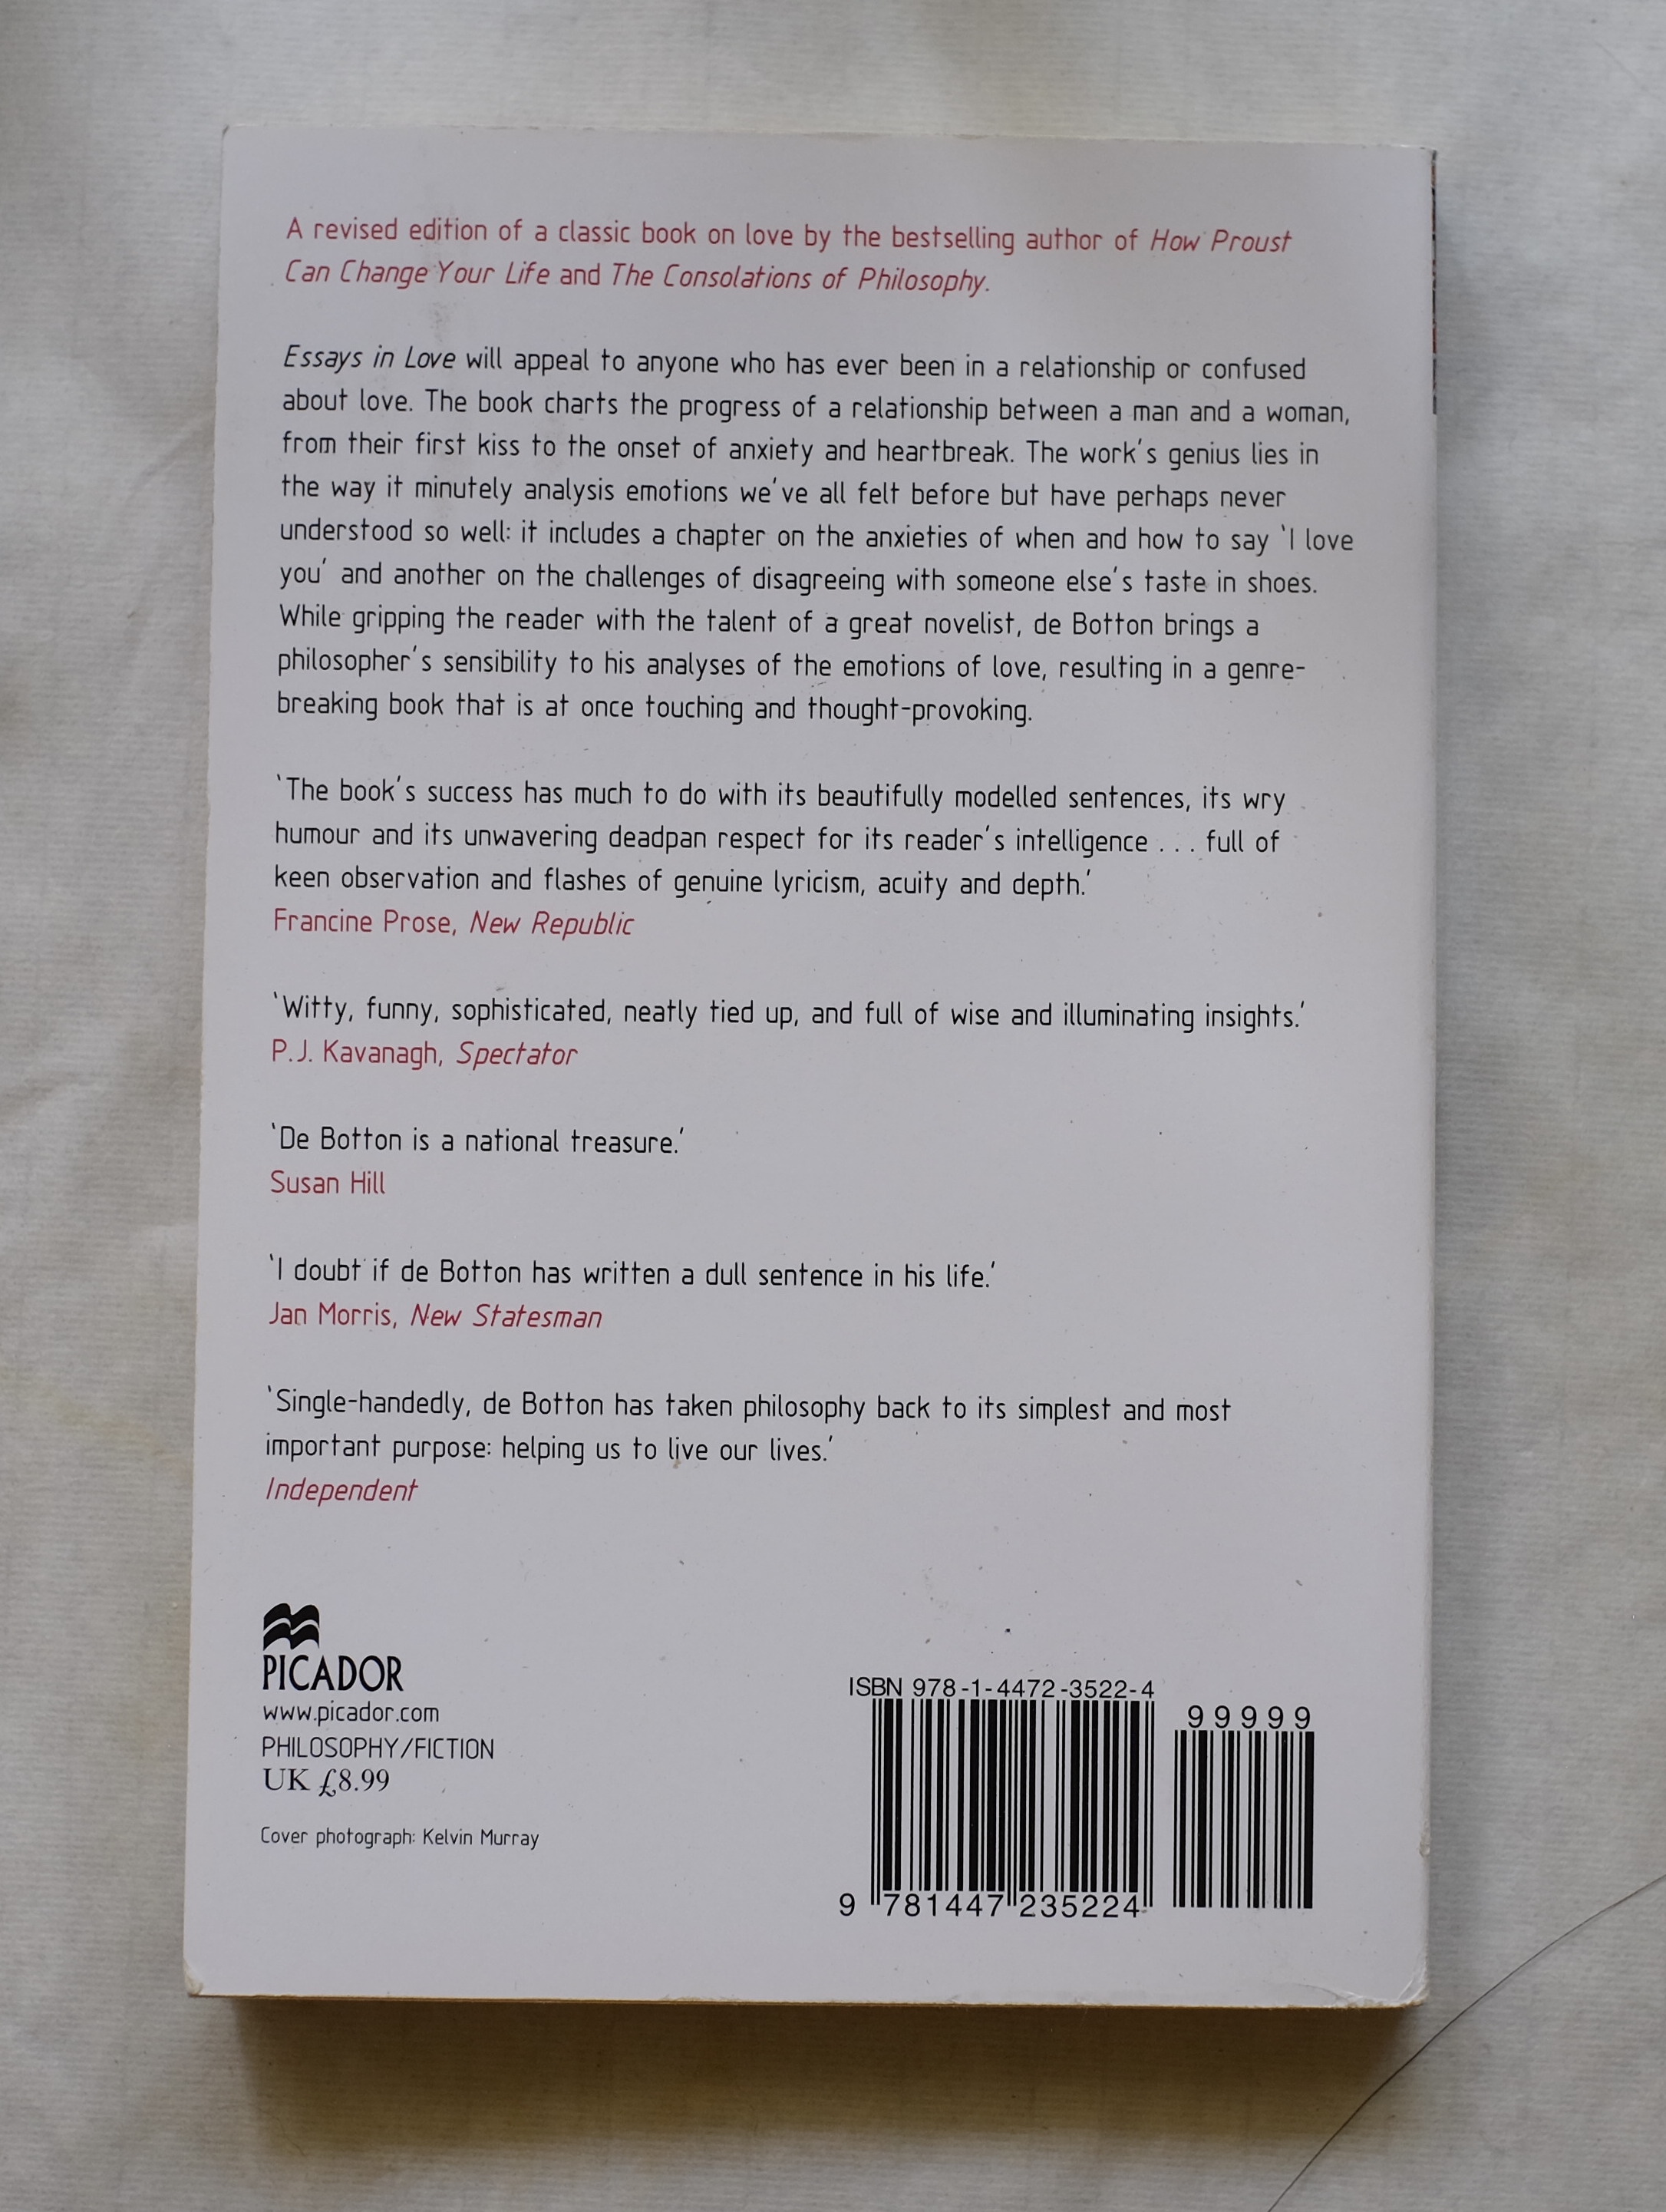 A revised edition of a classic book on love by the bestselling author of How Proust
Can Change Your Life and The Consolations of Philosophy.
Essays in Love will appeal to anyone who has ever been in a relationship or confused
about love. The book charts the progress of a relationship between a man and a woman,
from their first kiss to the onset of anxiety and heartbreak. The work's genius lies in
the way it minutely analysis emotions we've all felt before but have perhaps never
understood so well: it includes a chapter on the anxieties of when and how to say 'I love
you' and another on the challenges of disagreeing with someone else's taste in shoes.
While gripping the reader with the talent of a great novelist, de Botton brings a
philosopher's sensibility to his analyses of the emotions of love, resulting in a genre-
breaking book that is at once touching and thought-provoking.
'The book's success has much to do with its beautifully modelled sentences, its wry
humour and its unwavering deadpan respect for its reader's intelligence . . . full of
keen observation and flashes of genuine lyricism, acuity and depth.'
Francine Prose, New Republic
'Witty, funny, sophisticated, neatly tied up, and full of wise and illuminating insights.'
P.J. Kavanagh, Spectator
'De Botton is a national treasure.'
Susan Hill
'I doubt if de Botton has written a dull sentence in his life.'
Jan Morris, New Statesman
'Single-handedly, de Botton has taken philosophy back to its simplest and most
important purpose: helping us to live our lives.'
Independent
PICADOR
www.picador.com
PHILOSOPHY/FICTION
UK £8.99
Cover photograph: Kelvin Murray
ISBN 978-1-4472-3522-4
99999
9 781447 235224